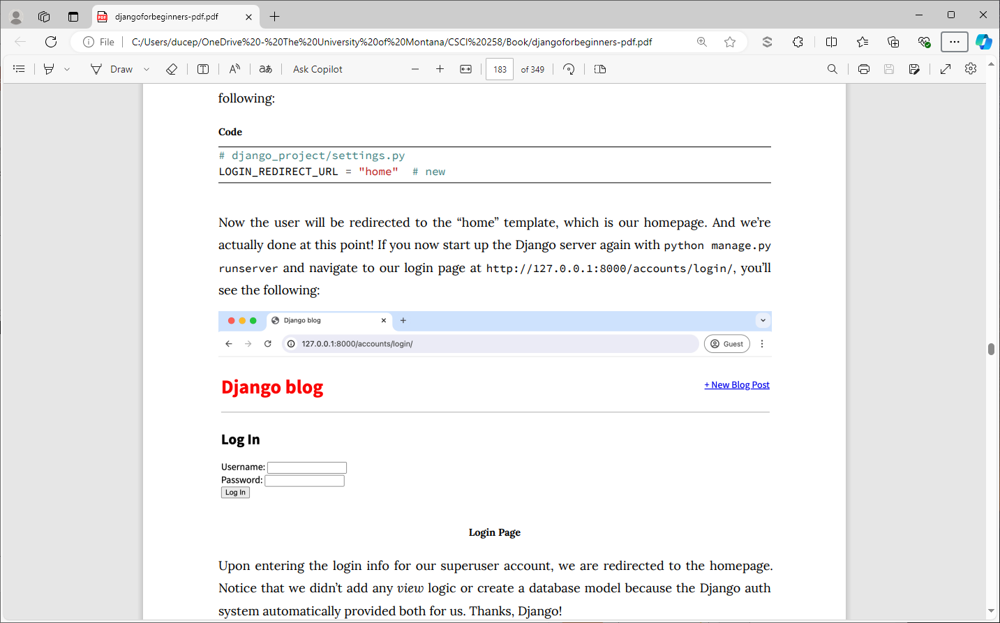 djangoforbeginners-pdf.pdf
File
C:/Users/ducep/OneDrive%20-%20The%20University%20of%20Montana/CSCI%20258/Book/djangoforbeginners-pdf.pdf
Draw
Ask Copilot
183
of 349
following:
Code
# django_project/settings.py
LOGIN_REDIRECT_URL = "home" # new
Now the user will be redirected to the “home” template, which is our homepage. And we’re
actually done at this point! If you now start up the Django server again with python manage.py
runserver and navigate to our login page at http://127.0.0.1:8000/accounts/login/, you’ll
see the following:
Django blog
127.0.0.1:8000/accounts/login/
Guest
Django blog
+ New Blog Post
Log In
Username:
Password:
Log In
Login Page
Upon entering the login info for our superuser account, we are redirected to the homepage.
Notice that we didn’t add any view logic or create a database model because the Django auth
system automatically provided both for us. Thanks, Django!